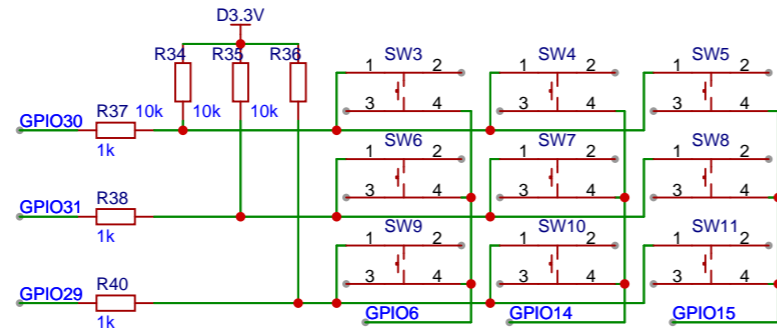 D3.3V
R34 R35 R36 SW3 SW4 SW5
1 2 1 2 1 2
R37 10k 10k 10k 3 4 3 4 3 4
GPIO30
1k SW6 SW7 SW8
1 2 1 2 1 2
R38 3 4 3 4 3 4
GPIO31
1k SW9 SW10 SW11
1 2 1 2 1 2
R40 3 4 3 4 3 4
GPIO29
1k GPIO6 GPIO14 GPIO15